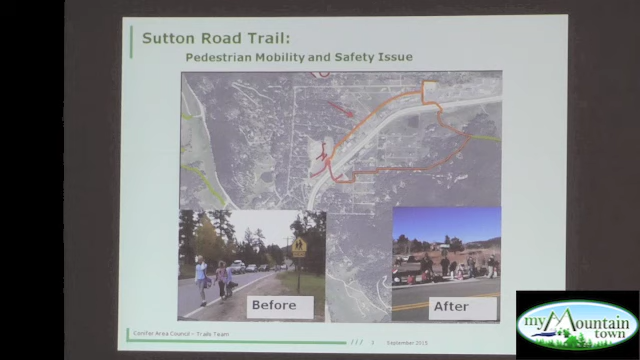 Sutton Road Trail:
Pedestrian Mobility and Safety Issue
Before
After
Conifer Area Council - Trails Team
September 2013
my Mountain
town